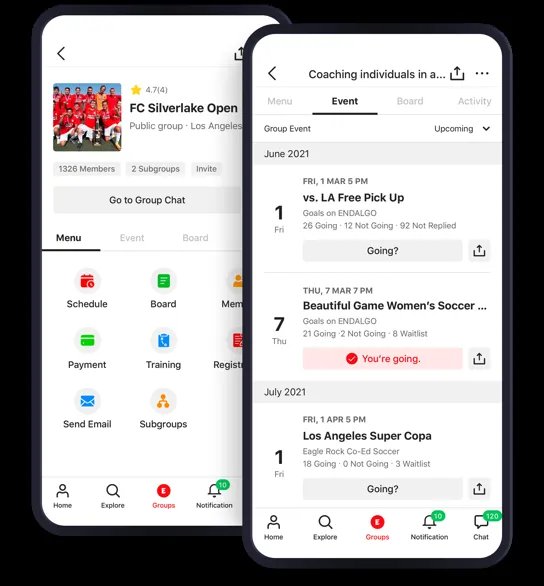 4.7(4)
FC Silverlake Open
Public group · Los Angeles
1326 Members
2 Subgroups
Invite
Go to Group Chat
Menu
Event
Board
Schedule
Board
Payment
Training
Send Email
Subgroups
10
Home
Explore
Groups
Notification
Coaching individuals in a...
Menu
Event
Board
Activity
Group Event
Upcoming
June 2021
FRI, 1 MAR 5 PM
1
Fri
vs. LA Free Pick Up
Goals on ENDALGO
26 Going · 12 Not Going · 92 Not Replied
Going?
THU, 7 MAR 7 PM
7
Thu
Beautiful Game Women's Soccer ...
Goals on ENDALGO
21 Going ·2 Not Going · 8 Waitlist
You're going.
July 2021
FRI, 1 APR 5 PM
1
Fri
Los Angeles Super Copa
Eagle Rock Co-Ed Soccer
18 Going · 0 Not Going · 3 Waitlist
Going?
E
10
120
Home
Explore
Groups
Notification
Chat